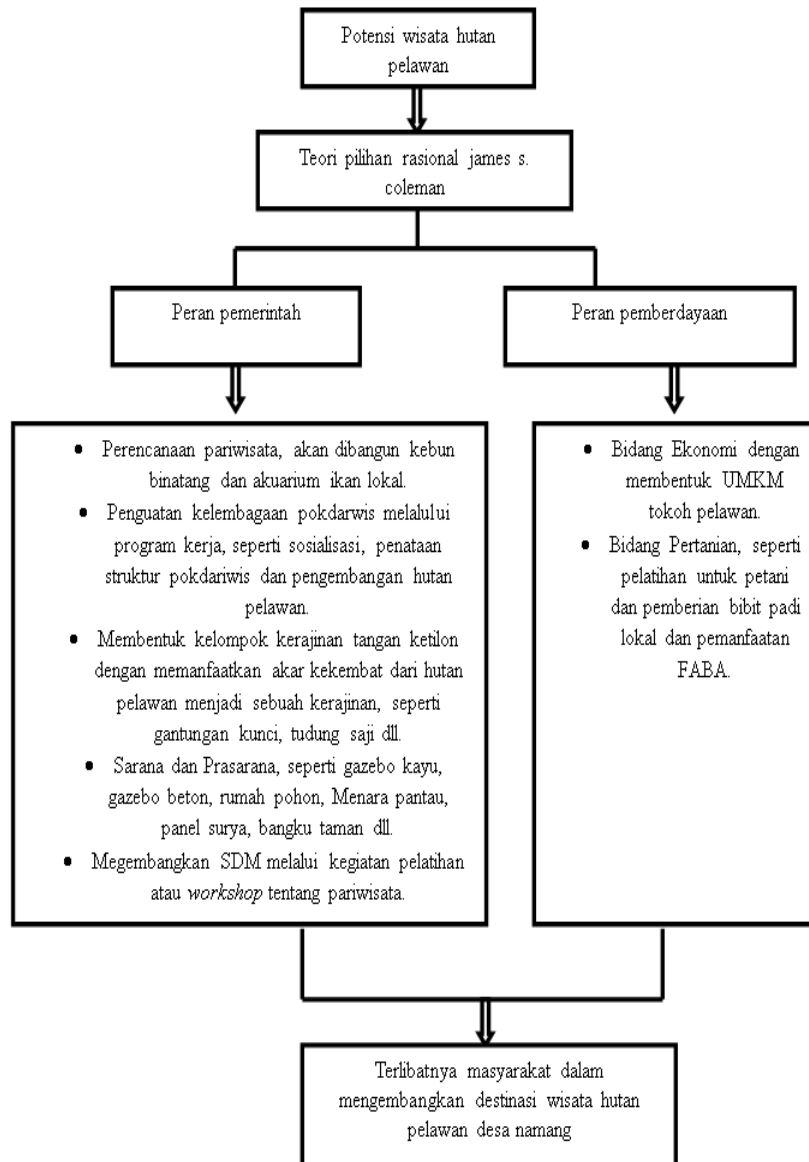 Potensi wisata hutan
pelawan
Teori pilihan rasional james s.
coleman
Peran pemerintah
Peran pemberdayaan
• Perencanaan pariwisata, akan dibangun kebun
binatang dan akuarium ikan lokal.
• Penguatan kelembagaan pokdarwis melalului
program kerja, seperti sosialisasi, penataan
struktur pokdariwis dan pengembangan hutan
pelawan.
• Membentuk kelompok kerajinan tangan ketilon
dengan memanfaatkan akar kekembat dari hutan
pelawan menjadi sebuah kerajinan, seperti
gantungan kunci, tudung saji dll.
• Sarana dan Prasarana, seperti gazebo kayu,
gazebo beton, rumah pohon, Menara pantau,
panel surya, bangku taman dll.
• Megembangkan SDM melalui kegiatan pelatihan
atau workshop tentang pariwisata.
• Bidang Ekonomi dengan
membentuk UMKM
tokoh pelawan.
• Bidang Pertanian, seperti
pelatihan untuk petani
dan pemberian bibit padi
lokal dan pemanfaatan
FABA.
Terlibatnya masyarakat dalam
mengembangkan destinasi wisata hutan
pelawan desa namang